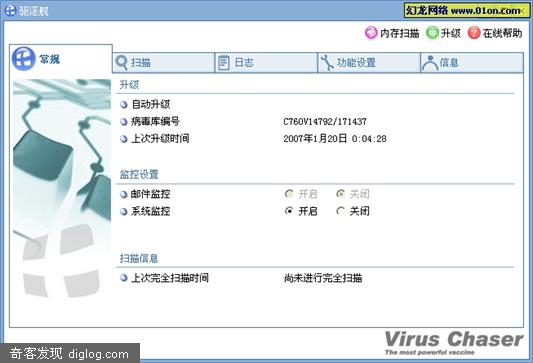 驱逐舰
幻龙网络 www.01on.com
内存扫描 升级 在线帮助
常规 扫描 日志 功能设置 信息
升级
自动升级
病毒库编号 C760V14792/171437
上次升级时间 2007年1月20日 0:04:28
监控设置
邮件监控 开启 关闭
系统监控 开启 关闭
扫描信息
上次完全扫描时间 尚未进行完全扫描
Virus Chaser
The most powerful vaccine
奇客发现 diglog.com